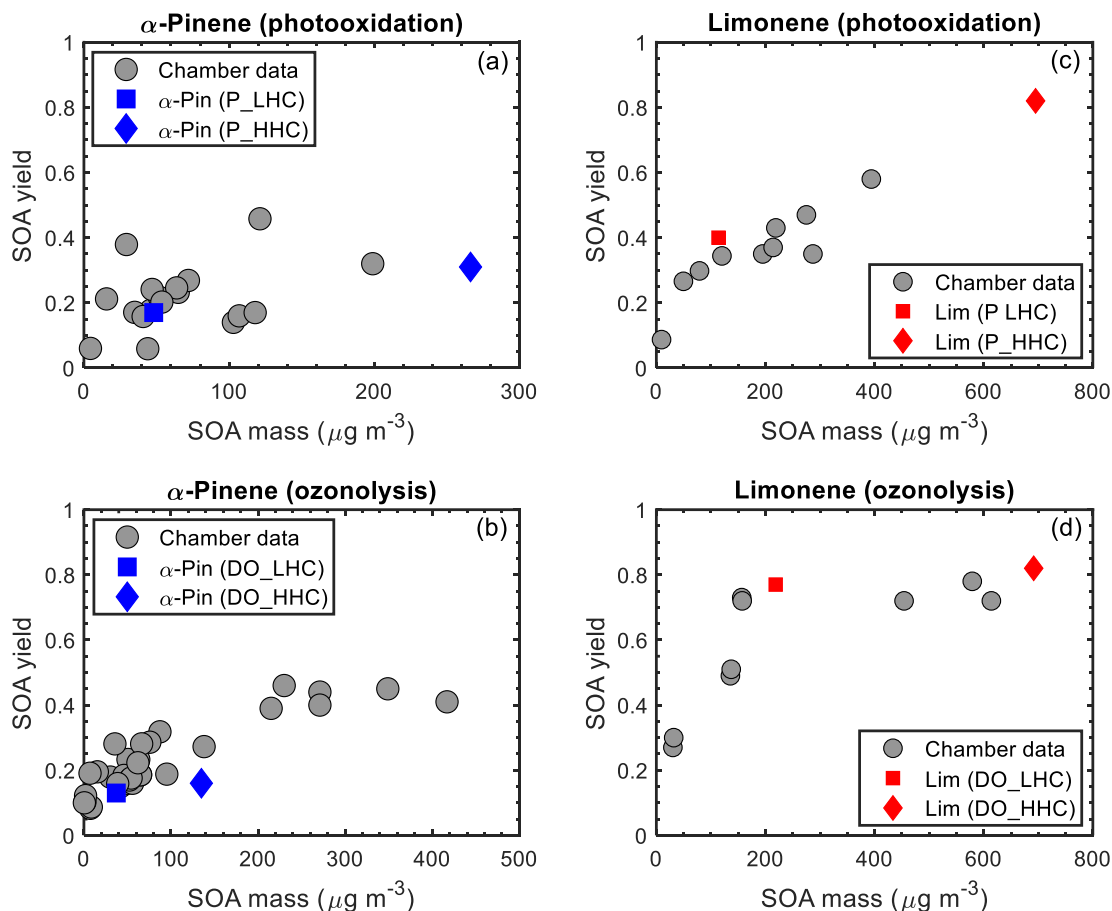 α-Pinene (photooxidation)
(a)
Chamber data
α-Pin (P_LHC)
α-Pin (P_HHC)
SOA yield
1
0.8
0.6
0.4
0.2
0
0
100
200
300
SOA mass (μg m⁻³)
Limonene (photooxidation)
(c)
SOA yield
1
0.8
0.6
0.4
0.2
0
Chamber data
Lim (P LHC)
Lim (P_HHC)
0
200
400
600
800
SOA mass (μg m⁻³)
α-Pinene (ozonolysis)
(b)
Chamber data
α-Pin (DO_LHC)
α-Pin (DO_HHC)
SOA yield
1
0.8
0.6
0.4
0.2
0
0
100
200
300
400
500
SOA mass (μg m⁻³)
Limonene (ozonolysis)
(d)
SOA yield
1
0.8
0.6
0.4
0.2
0
Chamber data
Lim (DO_LHC)
Lim (DO_HHC)
0
200
400
600
800
SOA mass (μg m⁻³)